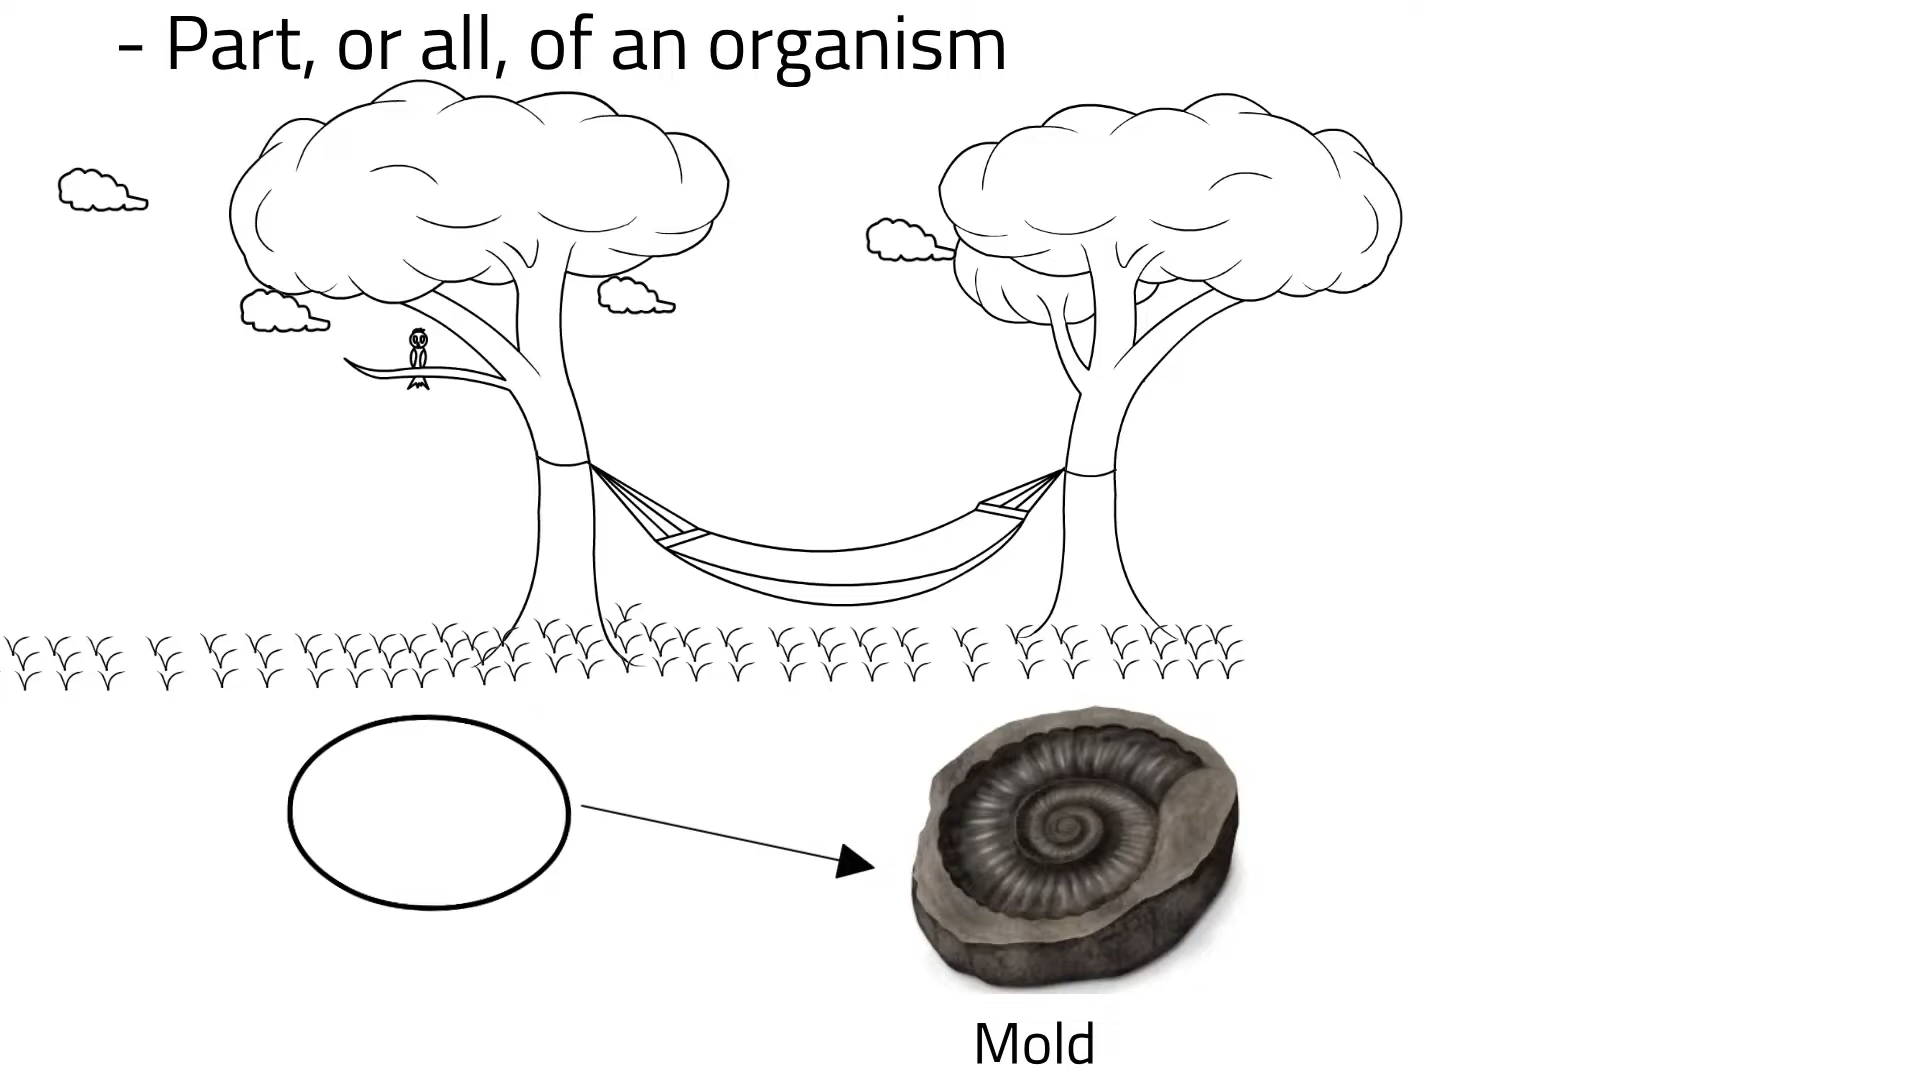 - Part, or all, of an organism
Mold